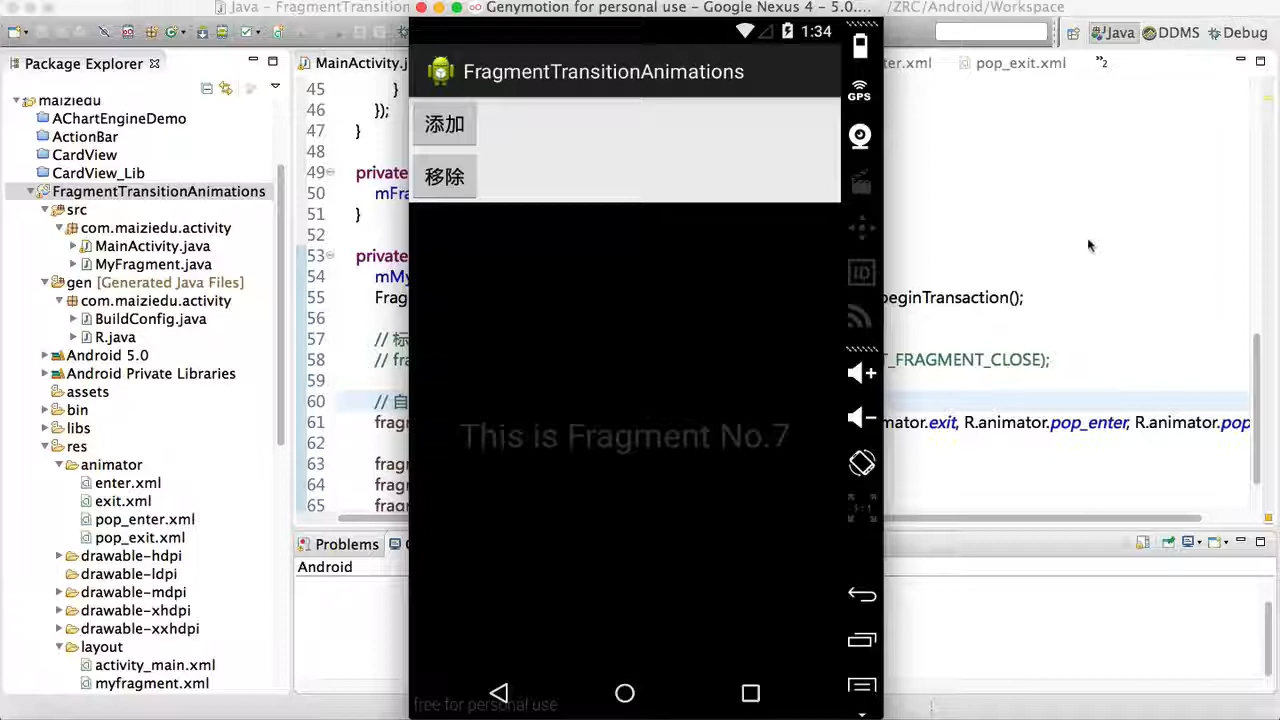 Java – FragmentTransition
Genymotion for personal use – Google Nexus 4 – 5.0....
/ZRC/Android/Workspace
Java
DDMS
Debug
Package Explorer
maiziedu
AChartEngineDemo
ActionBar
CardView
CardView_Lib
FragmentTransitionAnimations
src
com.maiziedu.activity
MainActivity.java
MyFragment.java
gen [Generated Java Files]
com.maiziedu.activity
BuildConfig.java
R.java
Android 5.0
Android Private Libraries
assets
bin
libs
res
animator
enter.xml
exit.xml
pop_enter.xml
pop_exit.xml
drawable-hdpi
drawable-ldpi
drawable-mdpi
drawable-xhdpi
drawable-xxhdpi
layout
activity_main.xml
myfragment.xml
MainActivity.j
ter.xml
pop_exit.xml
»2
45 }
46 });
47 }
48
49 private
50 mFra
51 }
52
53 private
54 mMy
55 Frag
beginTransaction();
56
57 // 标
58 // fra
T_FRAGMENT_CLOSE);
59
60 // 自
61 fragr
mator.exit, R.animator.pop_enter, R.animator.pop
62
63 fragr
64 fragr
65 fragr
Problems
Android
1:34
FragmentTransitionAnimations
添加
移除
This is Fragment No.7
free for personal use
GPS
ID